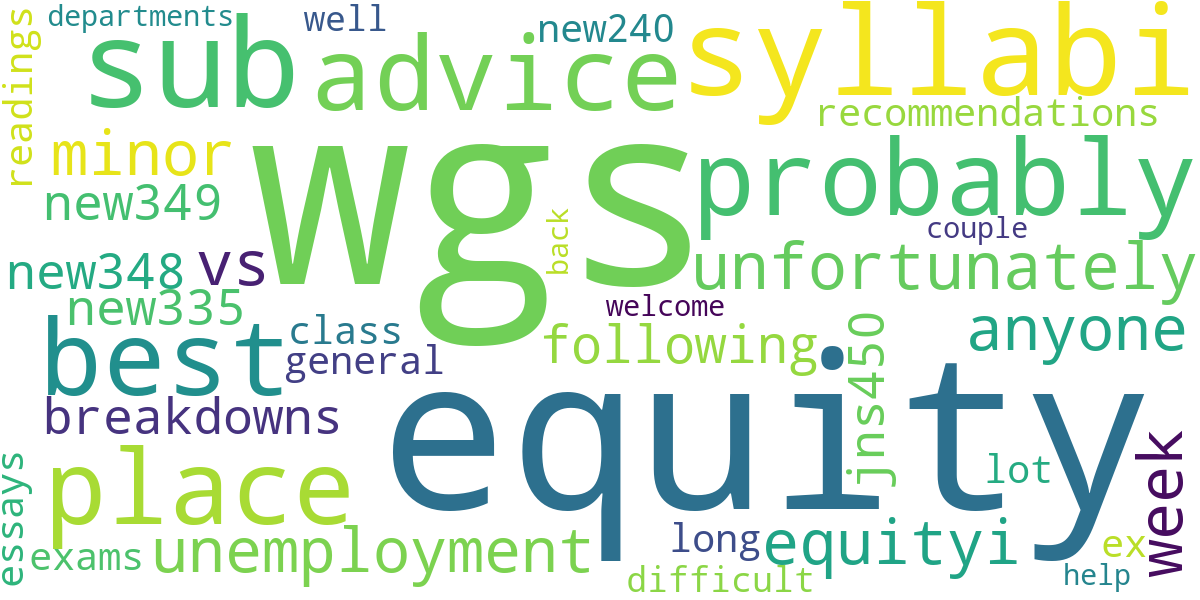 departments
well
new240
syllabi
readings
sub
advice
recommendations
minor
wgs
probably
new349
back
couple
new348
vs
unfortunately
new335
welcome
best
class
general
following
jns450
anyone
breakdowns
equity
place
essays
lot
week
exams
unemployment
long
equityi
ex
difficult
help